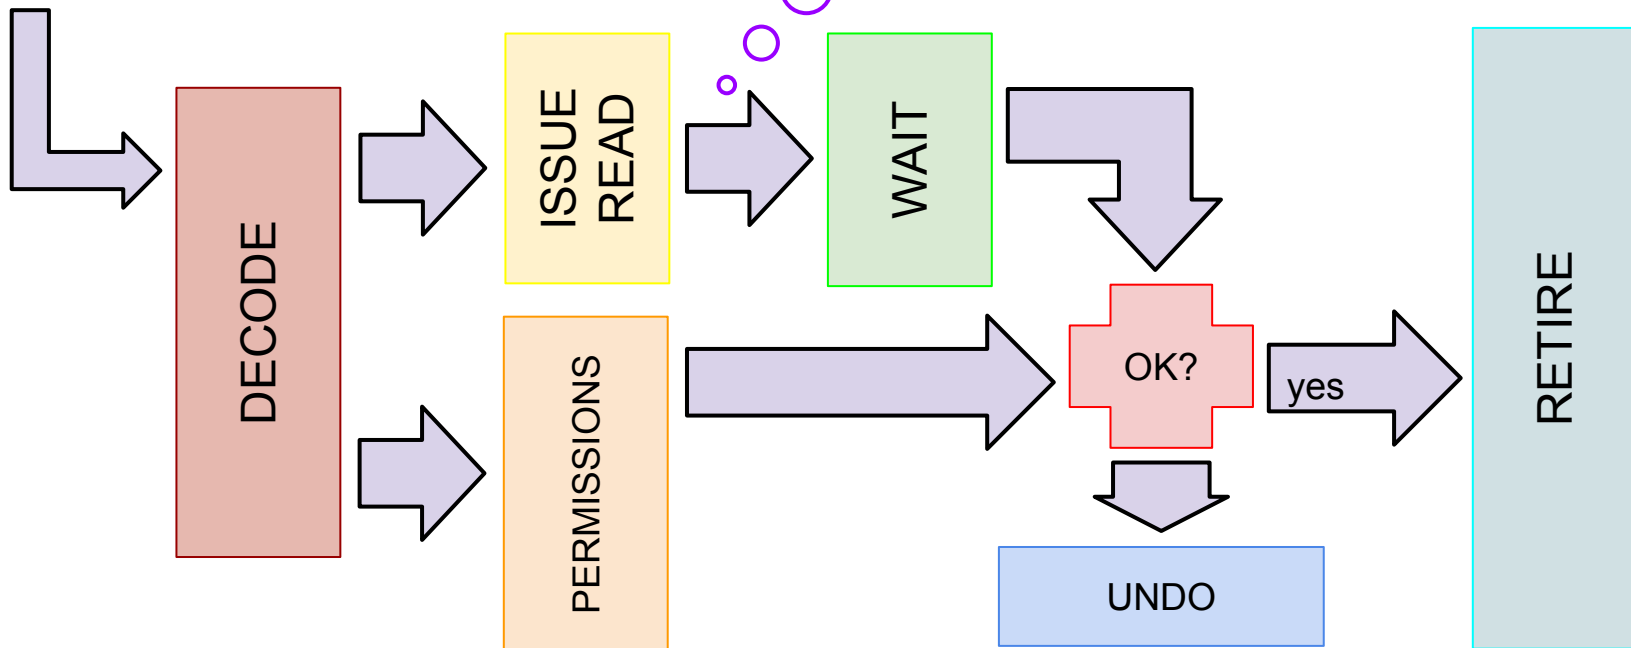 DECODE
ISSUE
READ
WAIT
PERMISSIONS
OK?
yes
UNDO
RETIRE